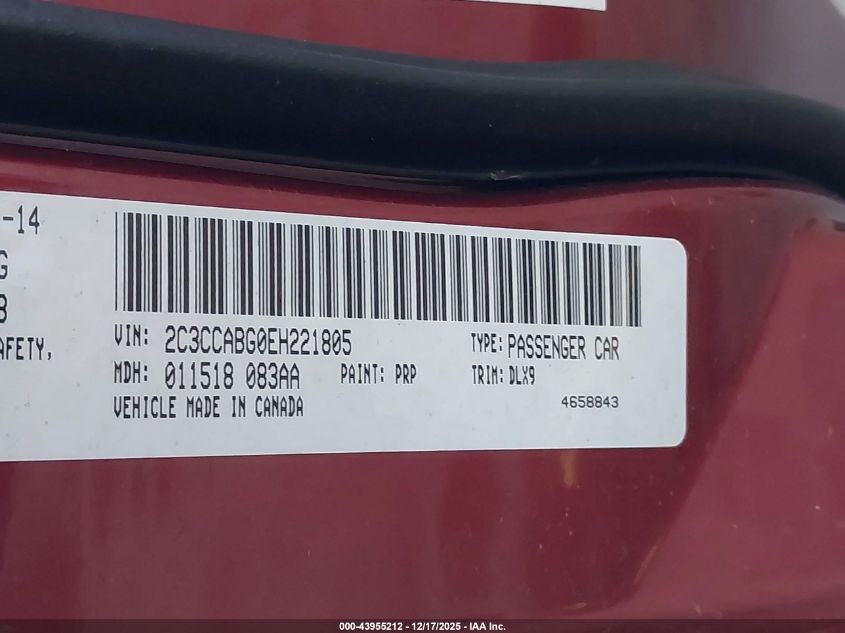 -14
G
8
AFETY,
VIN: 2C3CCABG0EH221805 TYPE: PASSENGER CAR
MDH: 011518 083AA PAINT: PRP TRIM: DLX9
VEHICLE MADE IN CANADA 4658843
000-43955212 - 12/17/2025 - IAA Inc.